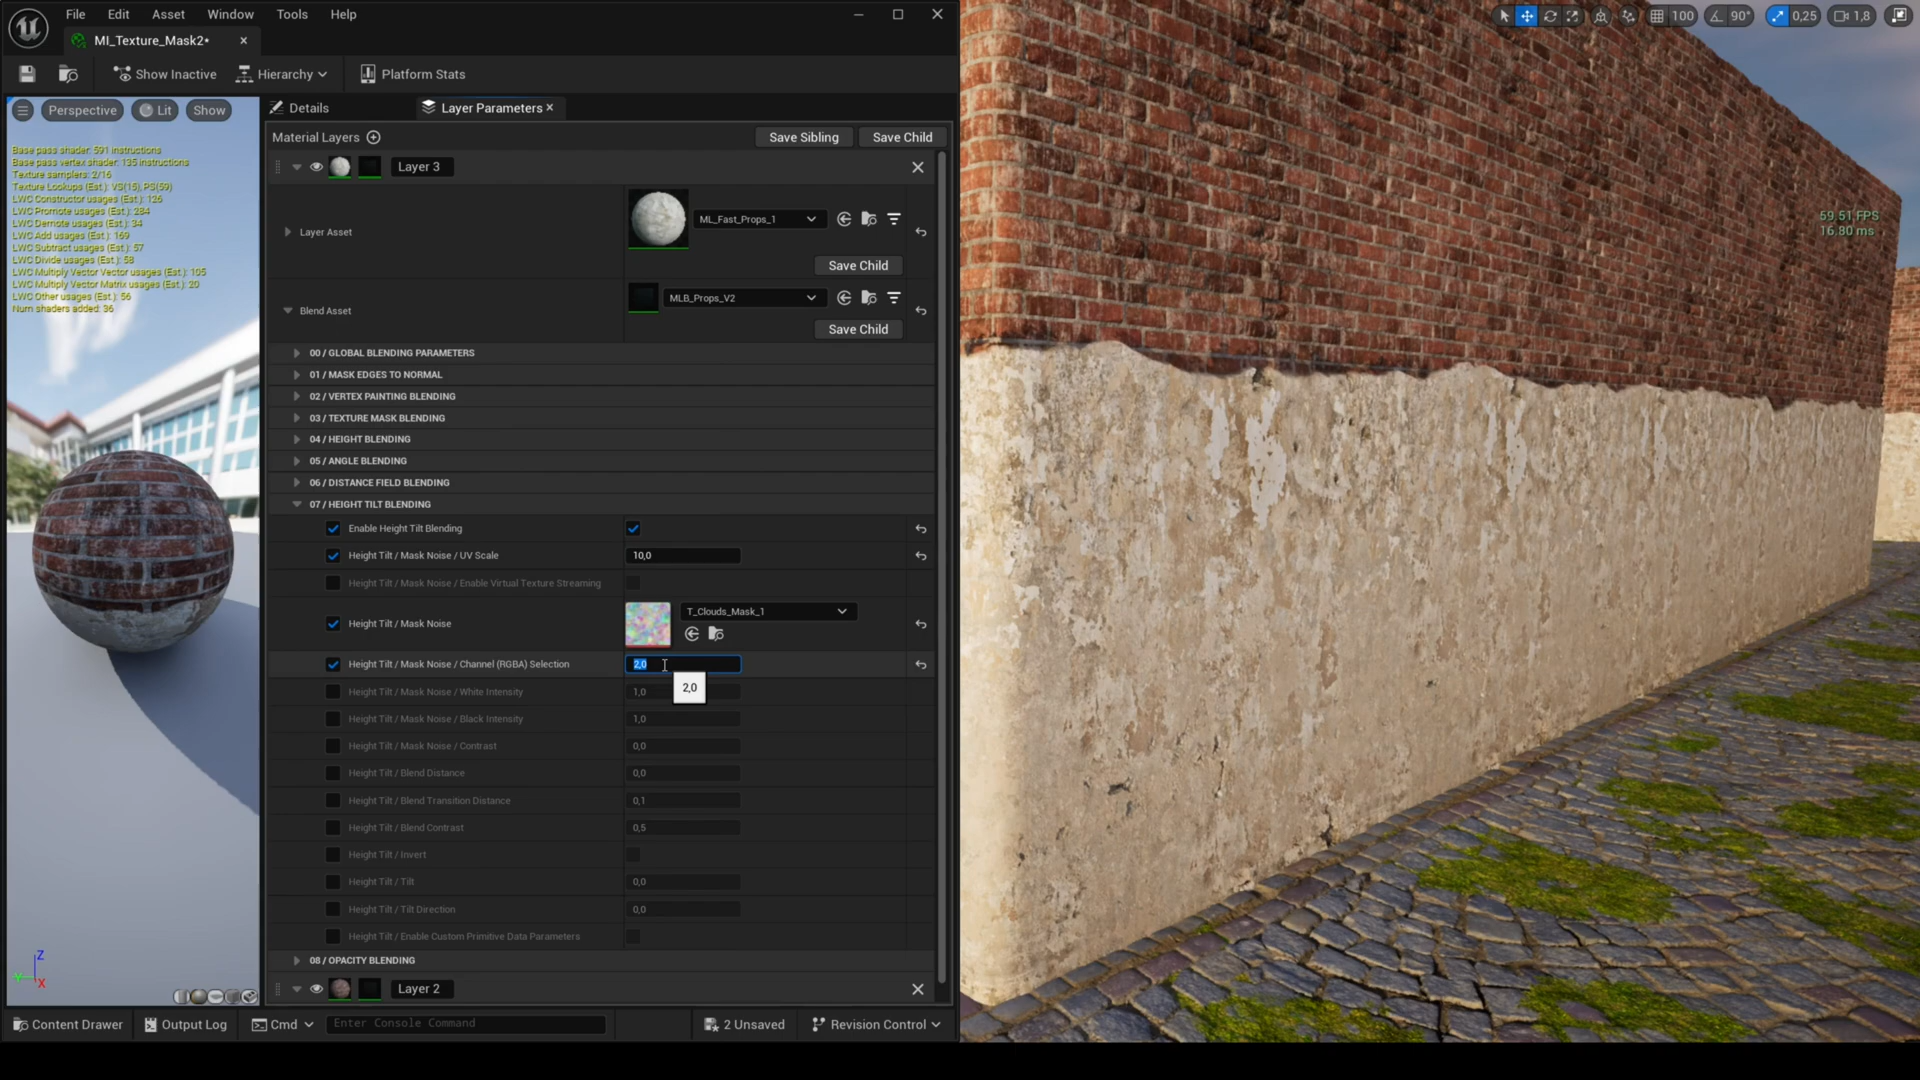 File Edit Asset Window Tools Help
MI_Texture_Mask2*
Show Inactive Hierarchy Platform Stats
100 90° 0,25 1,8
Perspective Lit Show
Details Layer Parameters
Base pass shader: 591 instructions
Base pass vertex shader: 135 instructions
Texture samplers: 2/16
Texture Lookups (Est.): VS(15), PS(59)
LWC Constructor usages (Est.): 126
LWC Promote usages (Est.): 284
LWC Demote usages (Est.): 34
LWC Add usages (Est.): 169
LWC Subtract usages (Est.): 57
LWC Divide usages (Est.): 58
LWC Multiply Vector Vector usages (Est.): 105
LWC Multiply Vector Matrix usages (Est.): 20
LWC Other usages (Est.): 56
Num shaders added: 36
Material Layers Save Sibling Save Child
Layer 3
Layer Asset ML_Fast_Props_1
Save Child
Blend Asset MLB_Props_V2
Save Child
00 / GLOBAL BLENDING PARAMETERS
01 / MASK EDGES TO NORMAL
02 / VERTEX PAINTING BLENDING
03 / TEXTURE MASK BLENDING
04 / HEIGHT BLENDING
05 / ANGLE BLENDING
06 / DISTANCE FIELD BLENDING
07 / HEIGHT TILT BLENDING
Enable Height Tilt Blending
Height Tilt / Mask Noise / UV Scale 10,0
Height Tilt / Mask Noise / Enable Virtual Texture Streaming
Height Tilt / Mask Noise T_Clouds_Mask_1
Height Tilt / Mask Noise / Channel (RGBA) Selection 2,0
2,0
Height Tilt / Mask Noise / White Intensity 1,0
Height Tilt / Mask Noise / Black Intensity 1,0
Height Tilt / Mask Noise / Contrast 0,0
Height Tilt / Blend Distance 0,0
Height Tilt / Blend Transition Distance 0,1
Height Tilt / Blend Contrast 0,5
Height Tilt / Invert
Height Tilt / Tilt 0,0
Height Tilt / Tilt Direction 0,0
Height Tilt / Enable Custom Primitive Data Parameters
08 / OPACITY BLENDING
Layer 2
Z
Y
X
59.51 FPS
16.80 ms
Content Drawer Output Log Cmd Enter Console Command 2 Unsaved Revision Control